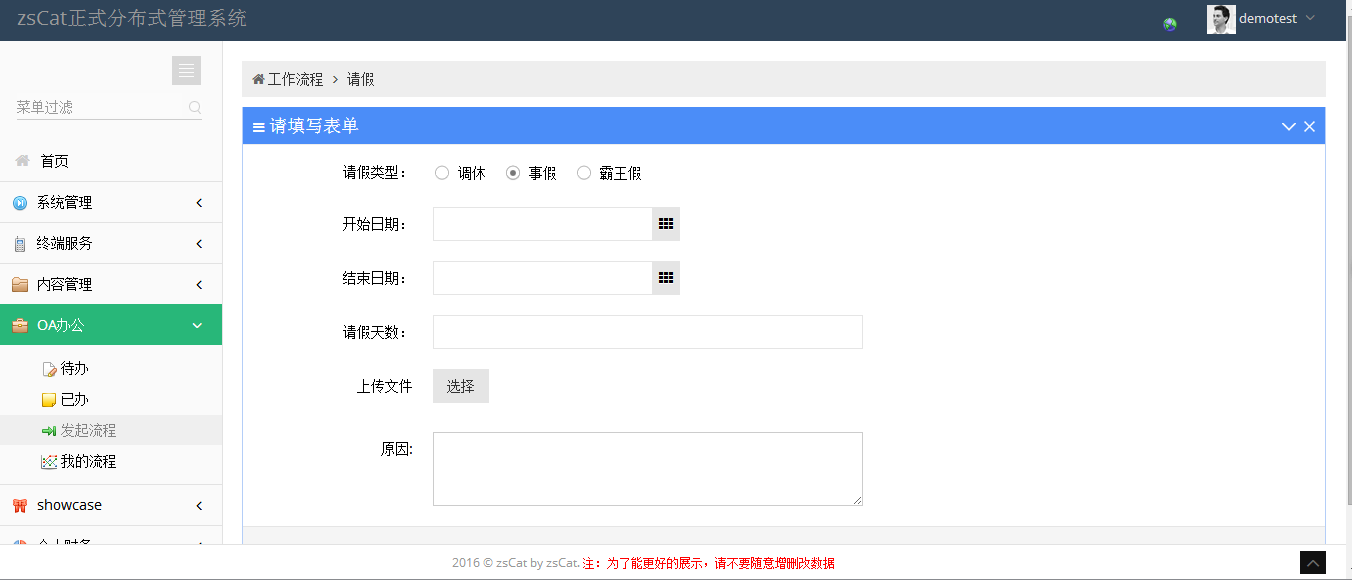 zsCat正式分布式管理系统
demotest
菜单过滤
首页
系统管理
终端服务
内容管理
OA办公
待办
已办
发起流程
我的流程
showcase
工作流程 > 请假
请填写表单
请假类型： 调休 事假 霸王假
开始日期：
结束日期：
请假天数：
上传文件 选择
原因:
2016 © zsCat by zsCat. 注：为了能更好的展示，请不要随意增删改数据